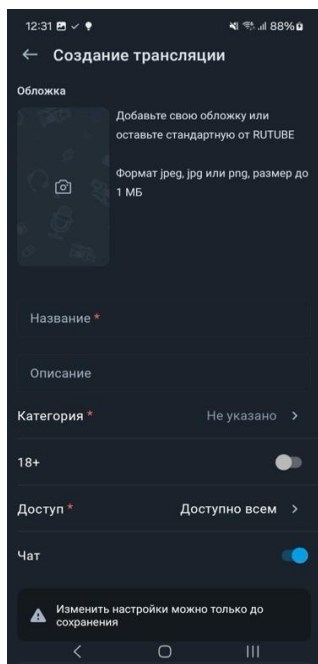 12:31 88%
Создание трансляции
Обложка
Добавьте свою обложку или
оставьте стандартную от RUTUBE
Формат jpeg, jpg или png, размер до
1 МБ
Название *
Описание
Категория * Не указано
18+
Доступ * Доступно всем
Чат
Изменить настройки можно только до
сохранения